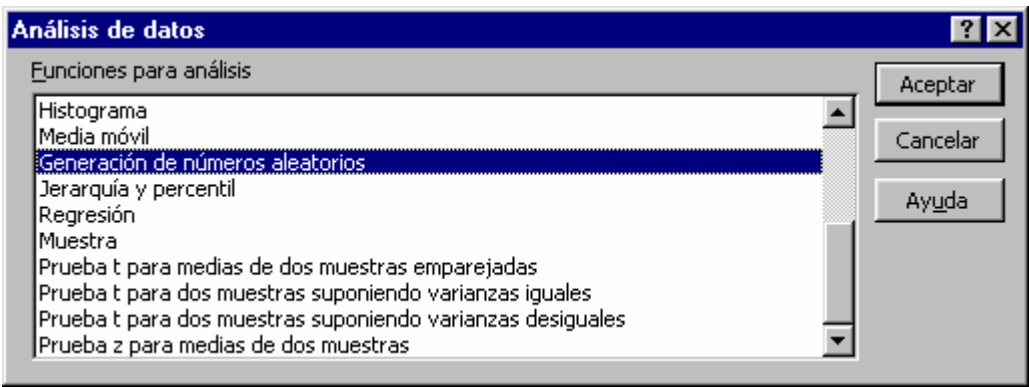 Análisis de datos
Funciones para análisis
Histograma
Media móvil
Generación de números aleatorios
Jerarquía y percentil
Regresión
Muestra
Prueba t para medias de dos muestras emparejadas
Prueba t para dos muestras suponiendo varianzas iguales
Prueba t para dos muestras suponiendo varianzas desiguales
Prueba z para medias de dos muestras
Aceptar
Cancelar
Ayuda